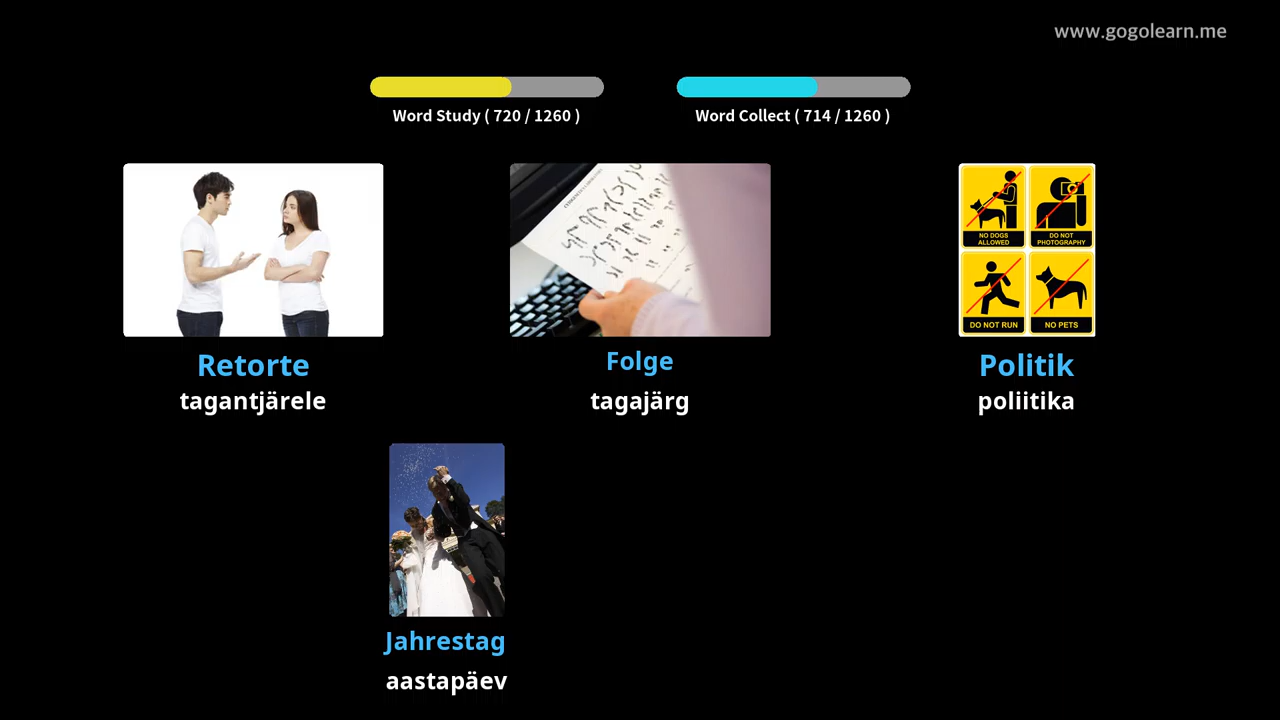 www.gogolearn.me
Word Study ( 720 / 1260 )
Word Collect ( 714 / 1260 )
NO DOGS
ALLOWED
DO NOT
PHOTOGRAPHY
DO NOT RUN
NO PETS
Retorte
Folge
Politik
tagantjärele
tagajärg
poliitika
Jahrestag
aastapäev